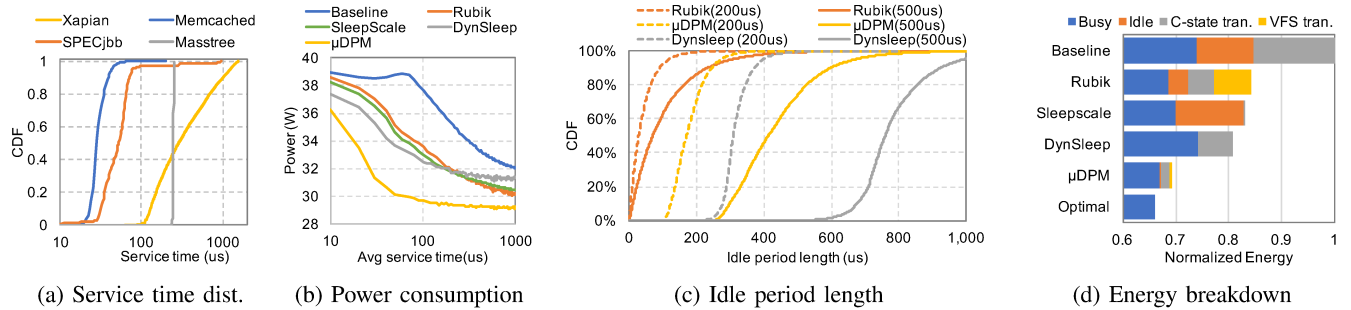 Xapian
Memcached
SPECjbb
Masstree
1
0.8
0.6
0.4
0.2
0
CDF
10
100
1000
Service time (us)
(a) Service time dist.
Baseline
Rubik
SleepScale
DynSleep
µDPM
40
38
36
34
32
30
28
Power (W)
10
100
1000
Avg service time(us)
(b) Power consumption
Rubik(200us)
Rubik(500us)
µDPM(200us)
µDPM(500us)
Dynsleep (200us)
Dynsleep(500us)
100%
80%
60%
40%
20%
0%
CDF
0
200
400
600
800
1,000
Idle period length (us)
(c) Idle period length
Busy
Idle
C-state tran.
VFS tran.
Baseline
Rubik
Sleepscale
DynSleep
µDPM
Optimal
0.6
0.7
0.8
0.9
1
Normalized Energy
(d) Energy breakdown